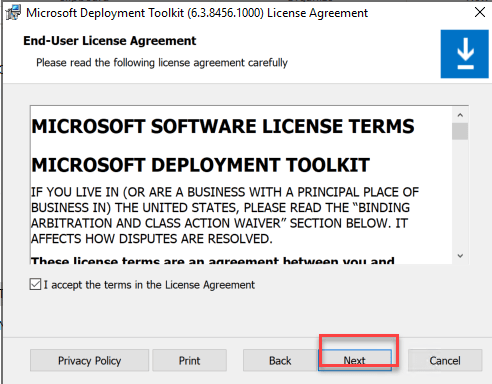 Microsoft Deployment Toolkit (6.3.8456.1000) License Agreement
End-User License Agreement
Please read the following license agreement carefully
MICROSOFT SOFTWARE LICENSE TERMS
MICROSOFT DEPLOYMENT TOOLKIT
IF YOU LIVE IN (OR ARE A BUSINESS WITH A PRINCIPAL PLACE OF
BUSINESS IN) THE UNITED STATES, PLEASE READ THE “BINDING
ARBITRATION AND CLASS ACTION WAIVER” SECTION BELOW. IT
AFFECTS HOW DISPUTES ARE RESOLVED.
These license terms are an agreement between you and
I accept the terms in the License Agreement
Privacy Policy
Print
Back
Next
Cancel